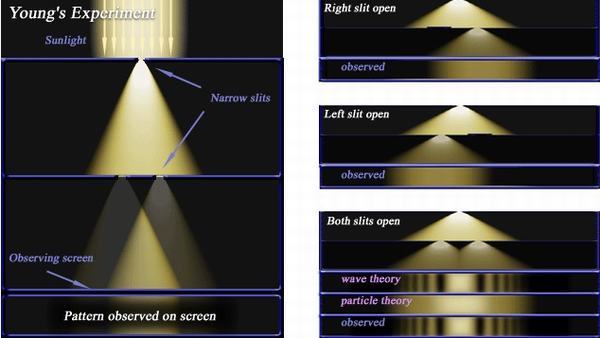 Young's Experiment
Sunlight
Narrow slits
Observing screen
Pattern observed on screen
Right slit open
observed
Left slit open
observed
Both slits open
wave theory
particle theory
observed